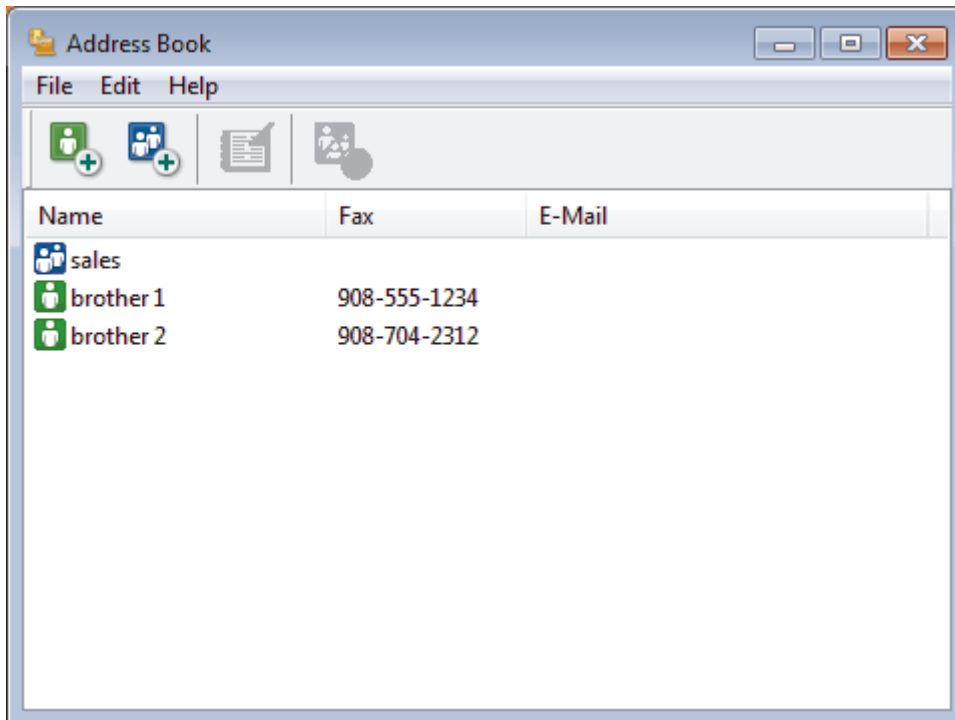 Address Book
File Edit Help
Name Fax E-Mail
sales
brother 1 908-555-1234
brother 2 908-704-2312